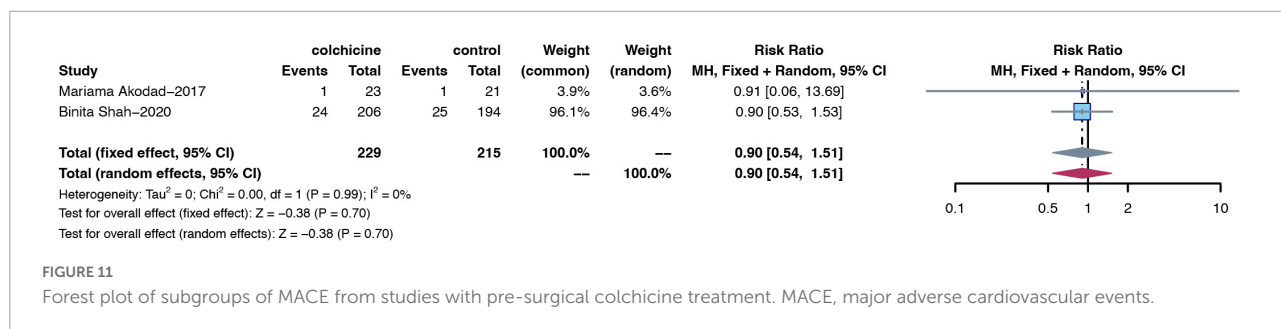 colchicine control Weight Weight Risk Ratio Risk Ratio
Study Events Total Events Total (common) (random) MH, Fixed + Random, 95% CI MH, Fixed + Random, 95% CI
Mariama Akodad−2017 1 23 1 21 3.9% 3.6% 0.91 [0.06, 13.69]
Binita Shah−2020 24 206 25 194 96.1% 96.4% 0.90 [0.53, 1.53]
Total (fixed effect, 95% CI) 229 215 100.0% −− 0.90 [0.54, 1.51]
Total (random effects, 95% CI) −− 100.0% 0.90 [0.54, 1.51]
Heterogeneity: Tau² = 0; Chi² = 0.00, df = 1 (P = 0.99); I² = 0%
Test for overall effect (fixed effect): Z = −0.38 (P = 0.70)
Test for overall effect (random effects): Z = −0.38 (P = 0.70)
0.1 0.5 1 2 10
FIGURE 11
Forest plot of subgroups of MACE from studies with pre-surgical colchicine treatment. MACE, major adverse cardiovascular events.